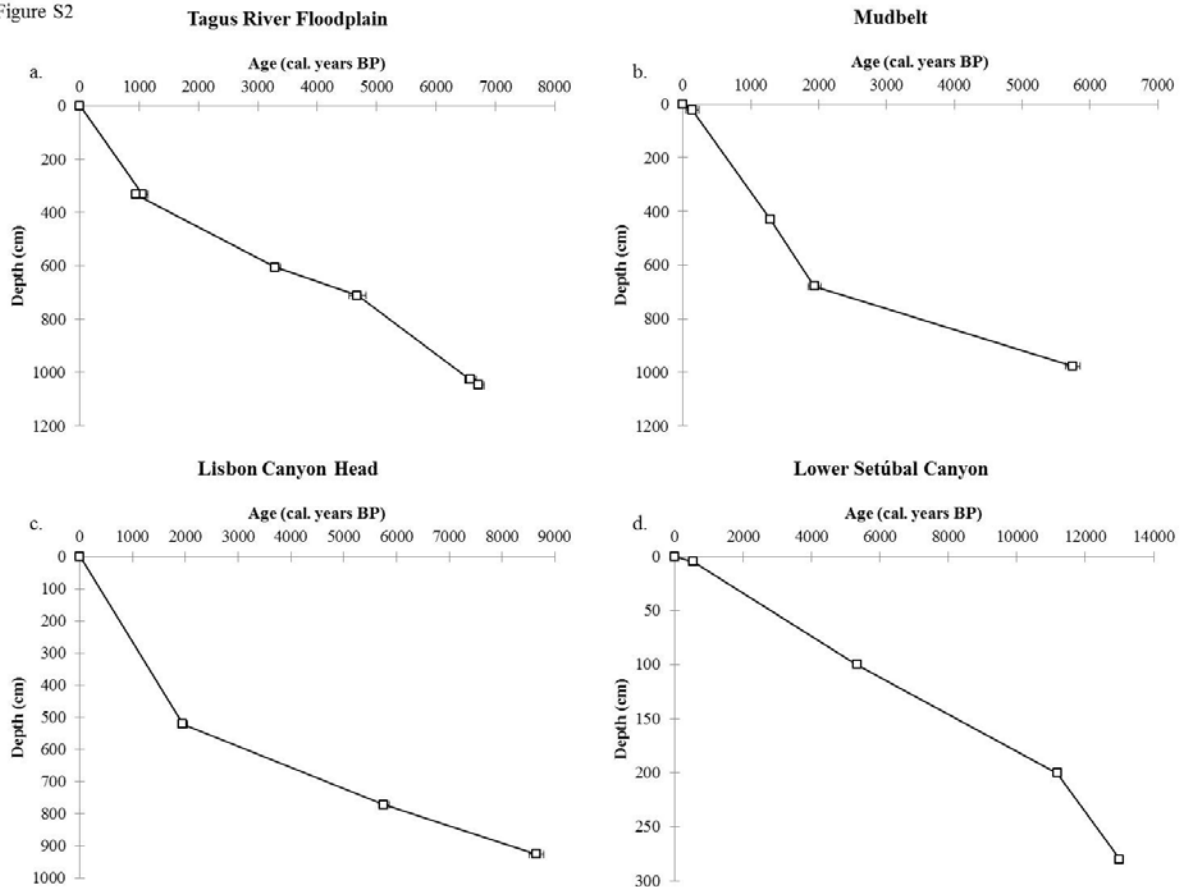 Figure S2
Tagus River Floodplain
Age (cal. years BP)
a.
0 1000 2000 3000 4000 5000 6000 7000 8000
0
200
400
600
800
1000
1200
Depth (cm)
Mudbelt
Age (cal. years BP)
b.
0 1000 2000 3000 4000 5000 6000 7000
0
200
400
600
800
1000
1200
Depth (cm)
Lisbon Canyon Head
Age (cal. years BP)
c.
0 1000 2000 3000 4000 5000 6000 7000 8000 9000
0
100
200
300
400
500
600
700
800
900
1000
Depth (cm)
Lower Setúbal Canyon
Age (cal. years BP)
d.
0 2000 4000 6000 8000 10000 12000 14000
0
50
100
150
200
250
300
Depth (cm)